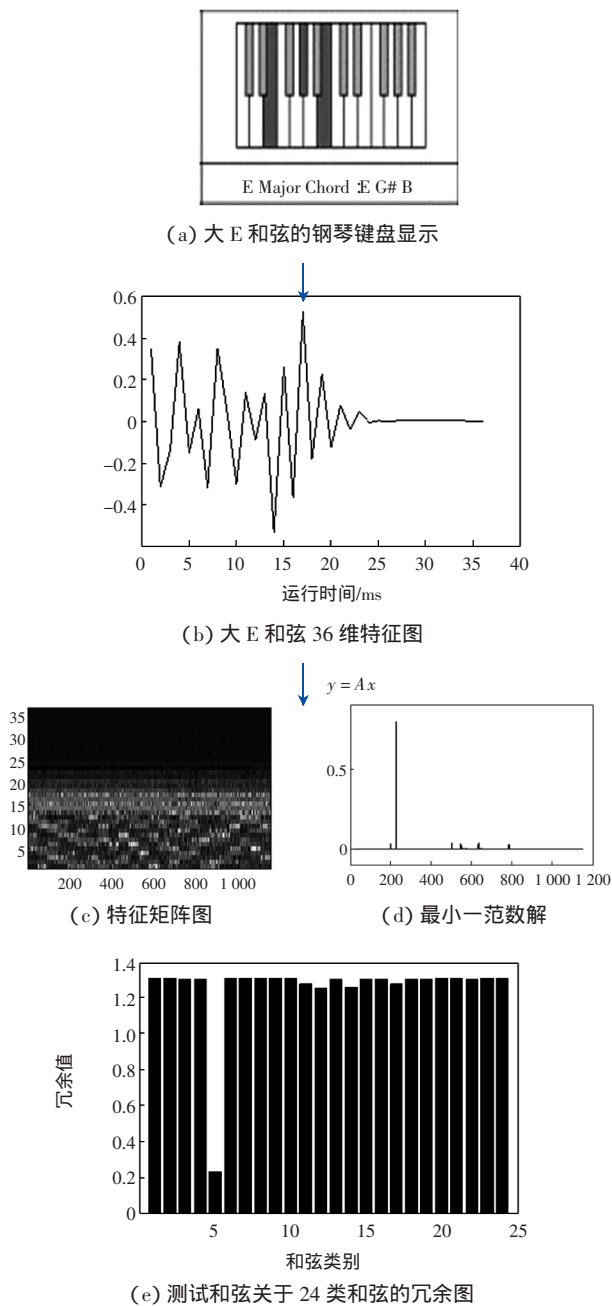 E Major Chord :E G# B
(a) 大 E 和弦的钢琴键盘显示
0.6
0.4
0.2
0
−0.2
−0.4
0 5 10 15 20 25 30 35 40
运行时间/ms
(b) 大 E 和弦 36 维特征图
y = Ax
35
30
25
20
15
10
5
200 400 600 800 1 000
(c) 特征矩阵图
0.5
0
0 200 400 600 800 1 000 1 200
(d) 最小一范数解
1.4
1.2
1.0
0.8
0.6
0.4
0.2
0
冗余值
5 10 15 20 25
和弦类别
(e) 测试和弦关于 24 类和弦的冗余图